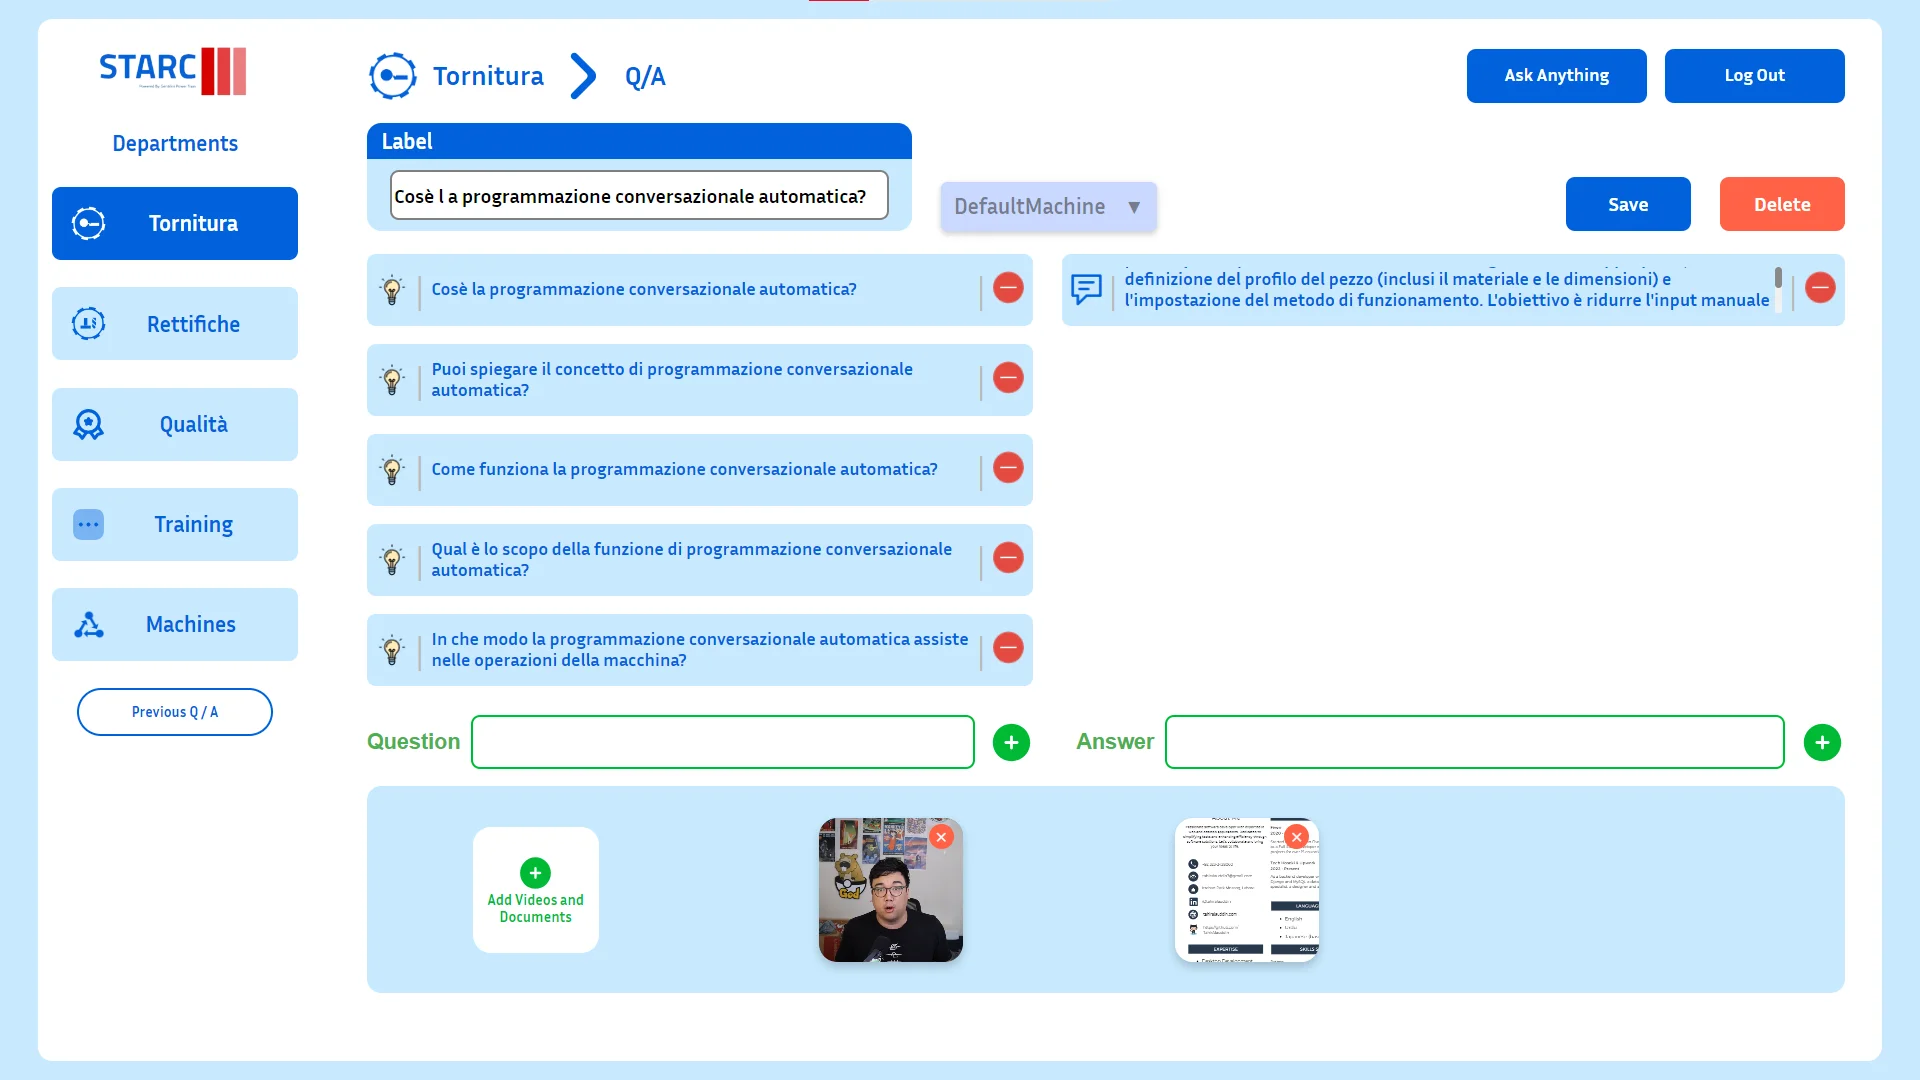 STARC
Tornitura
Q/A
Ask Anything
Log Out
Departments
Label
Cosè l a programmazione conversazionale automatica?
DefaultMachine ▼
Save
Delete
Tornitura
Rettifiche
Qualità
Training
Machines
Previous Q / A
Cosè la programmazione conversazionale automatica?
Puoi spiegare il concetto di programmazione conversazionale
automatica?
Come funziona la programmazione conversazionale automatica?
Qual è lo scopo della funzione di programmazione conversazionale
automatica?
In che modo la programmazione conversazionale automatica assiste
nelle operazioni della macchina?
definizione del profilo del pezzo (inclusi il materiale e le dimensioni) e
l'impostazione del metodo di funzionamento. L'obiettivo è ridurre l'input manuale
Question
Answer
Add Videos and
Documents
God
EXPERTISE
English